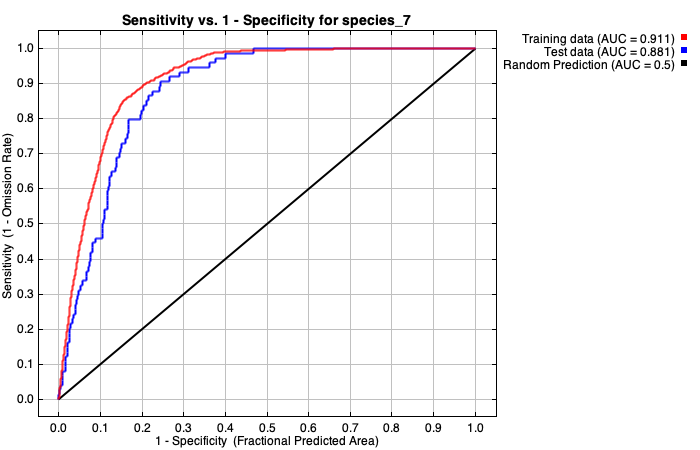 Sensitivity vs. 1 - Specificity for species_7
Training data (AUC = 0.911)
Test data (AUC = 0.881)
Random Prediction (AUC = 0.5)
Sensitivity (1 - Omission Rate)
1.0
0.9
0.8
0.7
0.6
0.5
0.4
0.3
0.2
0.1
0.0
0.0 0.1 0.2 0.3 0.4 0.5 0.6 0.7 0.8 0.9 1.0
1 - Specificity (Fractional Predicted Area)